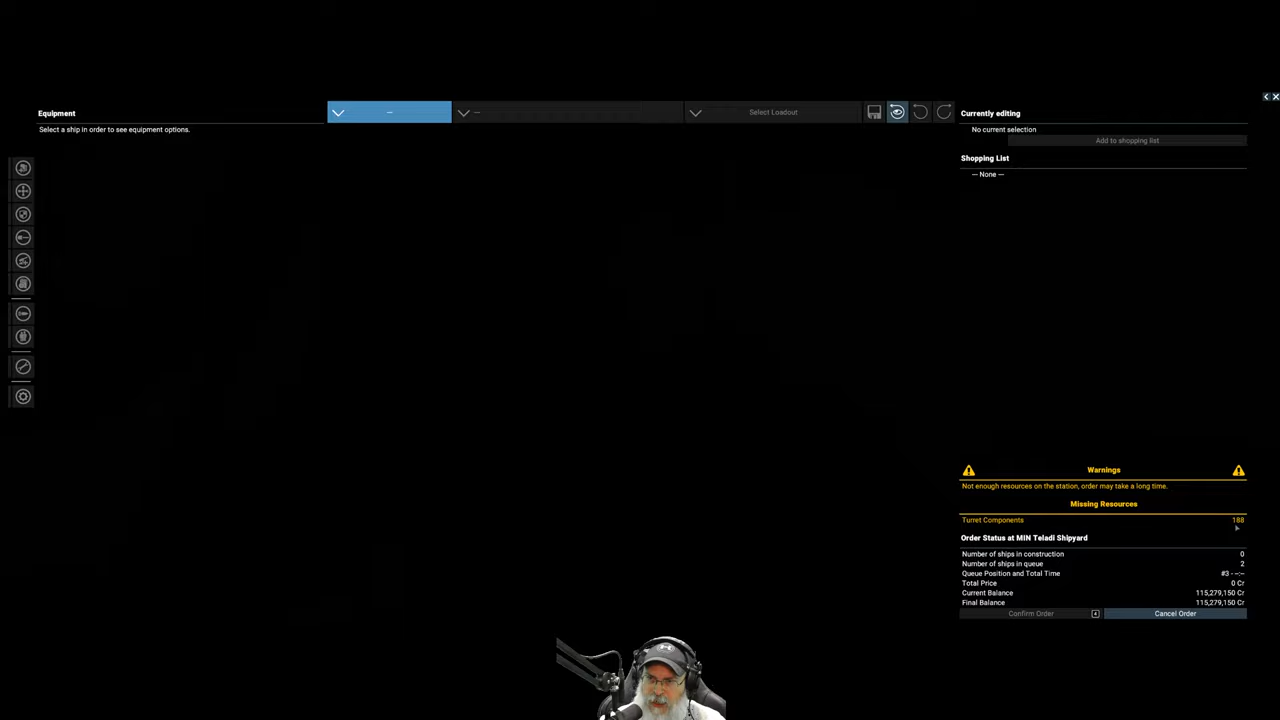 Equipment
Select a ship in order to see equipment options.
—
—
Select Loadout
Currently editing
No current selection
Add to shopping list
Shopping List
— None —
Warnings
Not enough resources on the station, order may take a long time.
Missing Resources
Turret Components 188
Order Status at MIN Teladi Shipyard
Number of ships in construction 0
Number of ships in queue 2
Queue Position and Total Time #3 - --:--
Total Price 0 Cr
Current Balance 115,279,150 Cr
Final Balance 115,279,150 Cr
Confirm Order
Cancel Order